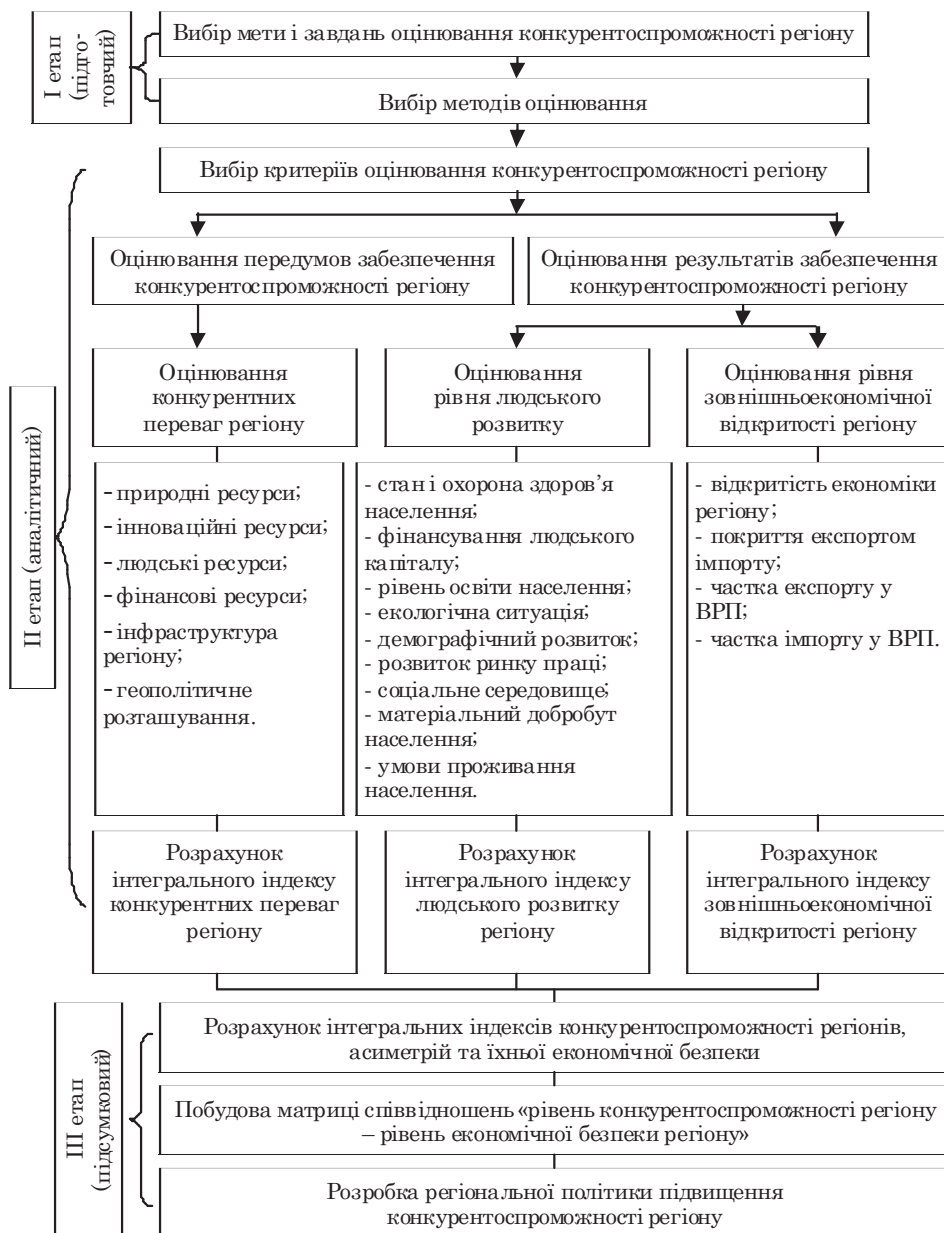 І етап
(підго-
товчий)
Вибір мети і завдань оцінювання конкурентоспроможності регіону
Вибір методів оцінювання
ІІ етап (аналітичний)
Вибір критеріїв оцінювання конкурентоспроможності регіону
Оцінювання передумов забезпечення
конкурентоспроможності регіону
Оцінювання результатів забезпечення
конкурентоспроможності регіону
Оцінювання
конкурентних
переваг регіону
Оцінювання
рівня людського
розвитку
Оцінювання рівня
зовнішньоекономічної
відкритості регіону
- природні ресурси;
- інноваційні ресурси;
- людські ресурси;
- фінансові ресурси;
- інфраструктура
регіону;
- геополітичне
розташування.
- стан і охорона здоров’я
населення;
- фінансування людського
капіталу;
- рівень освіти населення;
- екологічна ситуація;
- демографічний розвиток;
- розвиток ринку праці;
- соціальне середовище;
- матеріальний добробут
населення;
- умови проживання
населення.
- відкритість економіки
регіону;
- покриття експортом
імпорту;
- частка експорту у
ВРП;
- частка імпорту у ВРП.
Розрахунок
інтегрального індексу
конкурентних переваг
регіону
Розрахунок
інтегрального індексу
людського розвитку
регіону
Розрахунок
інтегрального індексу
зовнішньоекономічної
відкритості регіону
ІІІ етап
(підсумковий)
Розрахунок інтегральних індексів конкурентоспроможності регіонів,
асиметрій та їхньої економічної безпеки
Побудова матриці співвідношень «рівень конкурентоспроможності регіону
– рівень економічної безпеки регіону»
Розробка регіональної політики підвищення
конкурентоспроможності регіону